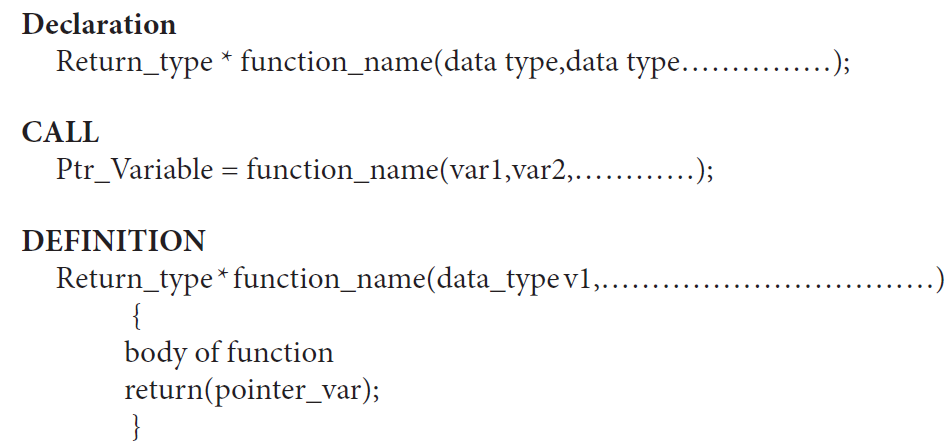 Declaration
Return_type * function_name(data type,data type...............);
CALL
Ptr_Variable = function_name(var1,var2,............);
DEFINITION
Return_type * function_name(data_type v1,.................................)
{
body of function
return(pointer_var);
}